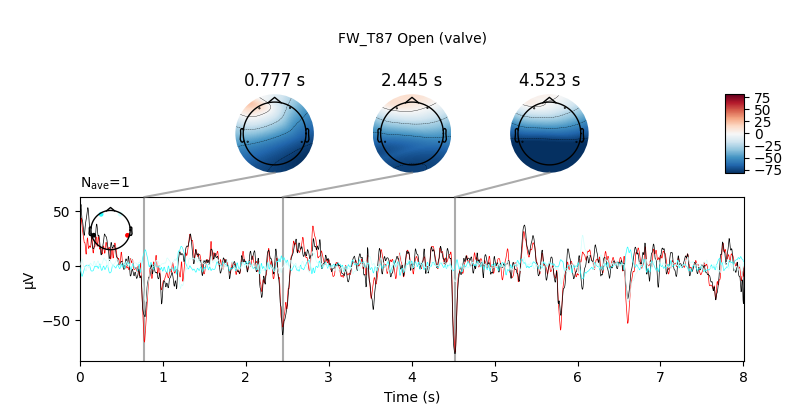 FW_T87 Open (valve)
0.777 s
2.445 s
4.523 s
75
50
25
0
−25
−50
−75
Nave=1
50
0
−50
µV
0 1 2 3 4 5 6 7 8
Time (s)